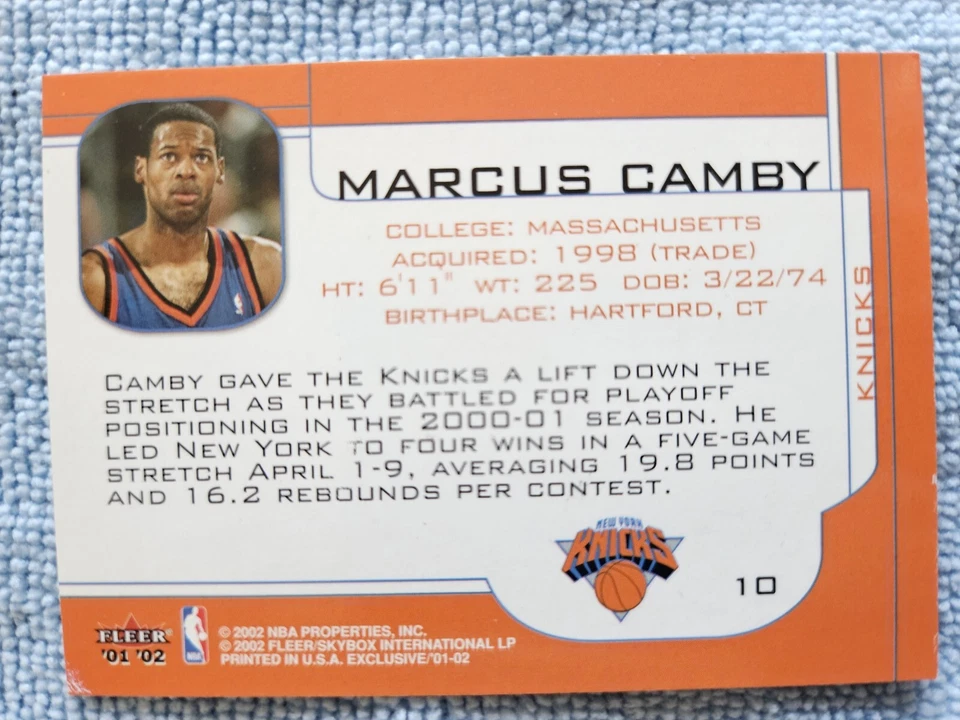 MARCUS CAMBY
COLLEGE: MASSACHUSETTS
ACQUIRED: 1998 (TRADE)
HT: 6'11" WT: 225 DOB: 3/22/74
BIRTHPLACE: HARTFORD, CT
KNICKS
CAMBY GAVE THE KNICKS A LIFT DOWN THE
STRETCH AS THEY BATTLED FOR PLAYOFF
POSITIONING IN THE 2000-01 SEASON. HE
LED NEW YORK TO FOUR WINS IN A FIVE-GAME
STRETCH APRIL 1-9, AVERAGING 19.8 POINTS
AND 16.2 REBOUNDS PER CONTEST.
NEW YORK
KNICKS
10
FLEER
'01 '02
NBA
© 2002 NBA PROPERTIES, INC.
© 2002 FLEER/SKYBOX INTERNATIONAL LP
PRINTED IN U.S.A. EXCLUSIVE/'01-02